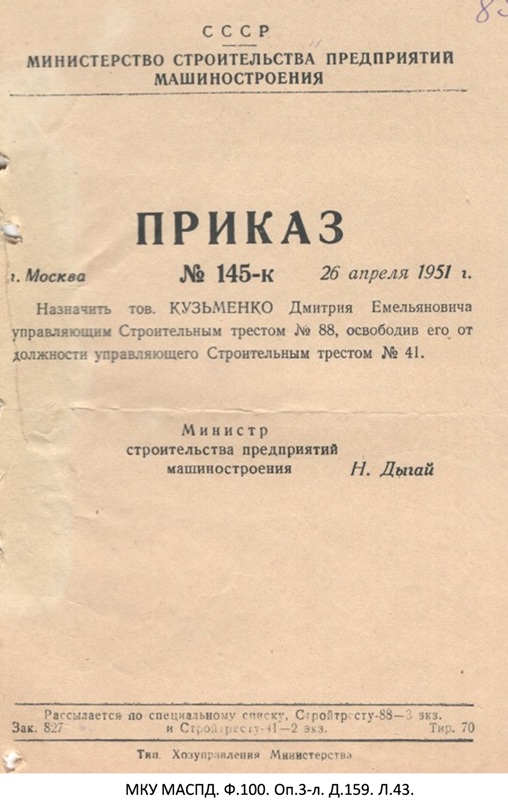 СССР
МИНИСТЕРСТВО СТРОИТЕЛЬСТВА ПРЕДПРИЯТИЙ
МАШИНОСТРОЕНИЯ
ПРИКАЗ
г. Москва № 145-к 26 апреля 1951 г.
Назначить тов. КУЗЬМЕНКО Дмитрия Емельяновича
управляющим Строительным трестом № 88, освободив его от
должности управляющего Строительным трестом № 41.
Министр
строительства предприятий
машиностроения Н. Дыгай
Рассылается по специальному списку, Стройтресту-88—3 экз.
Зак. 827 и Стройтресту-41—2 экз. Тир. 70
Тип. Хозуправления Министерства
МКУ МАСПД. Ф.100. Оп.3-л. Д.159. Л.43.